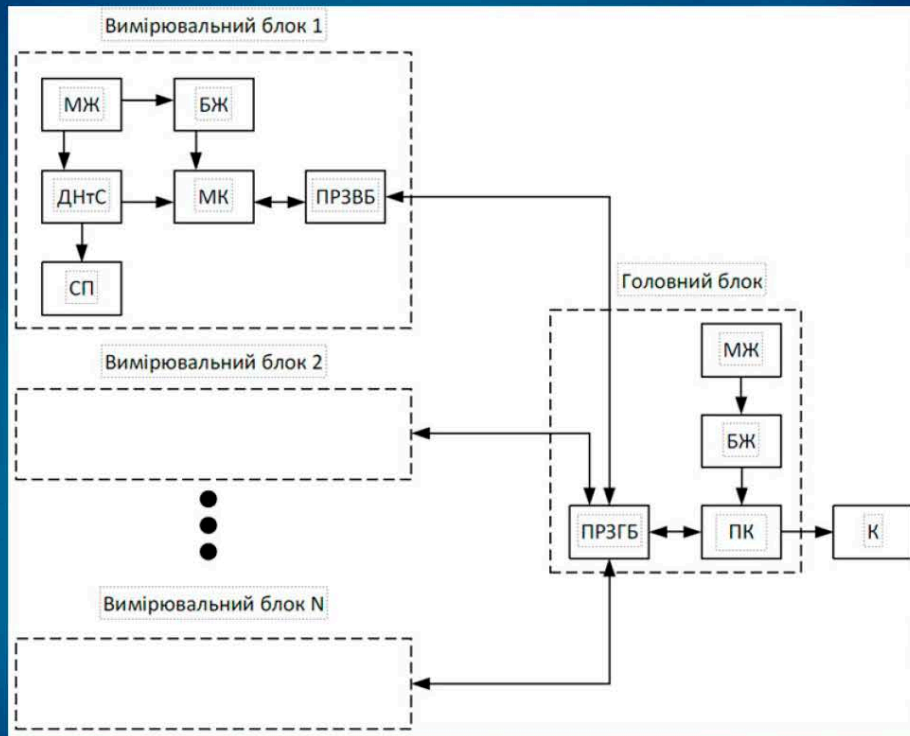 Вимірювальний блок 1
МЖ
БЖ
ДНтС
МК
ПРЗВБ
СП
Головний блок
МЖ
Вимірювальний блок 2
БЖ
ПРЗГБ
ПК
К
Вимірювальний блок N